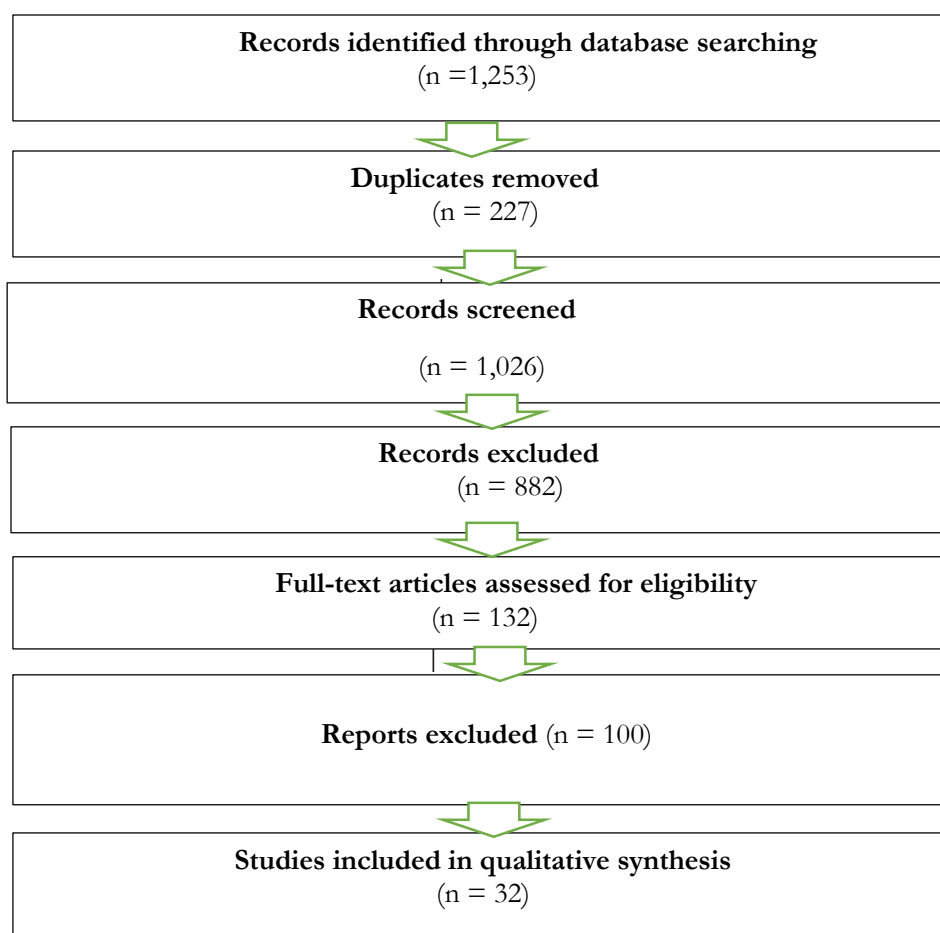 Records identified through database searching
(n =1,253)
Duplicates removed
(n = 227)
Records screened
(n = 1,026)
Records excluded
(n = 882)
Full-text articles assessed for eligibility
(n = 132)
Reports excluded (n = 100)
Studies included in qualitative synthesis
(n = 32)